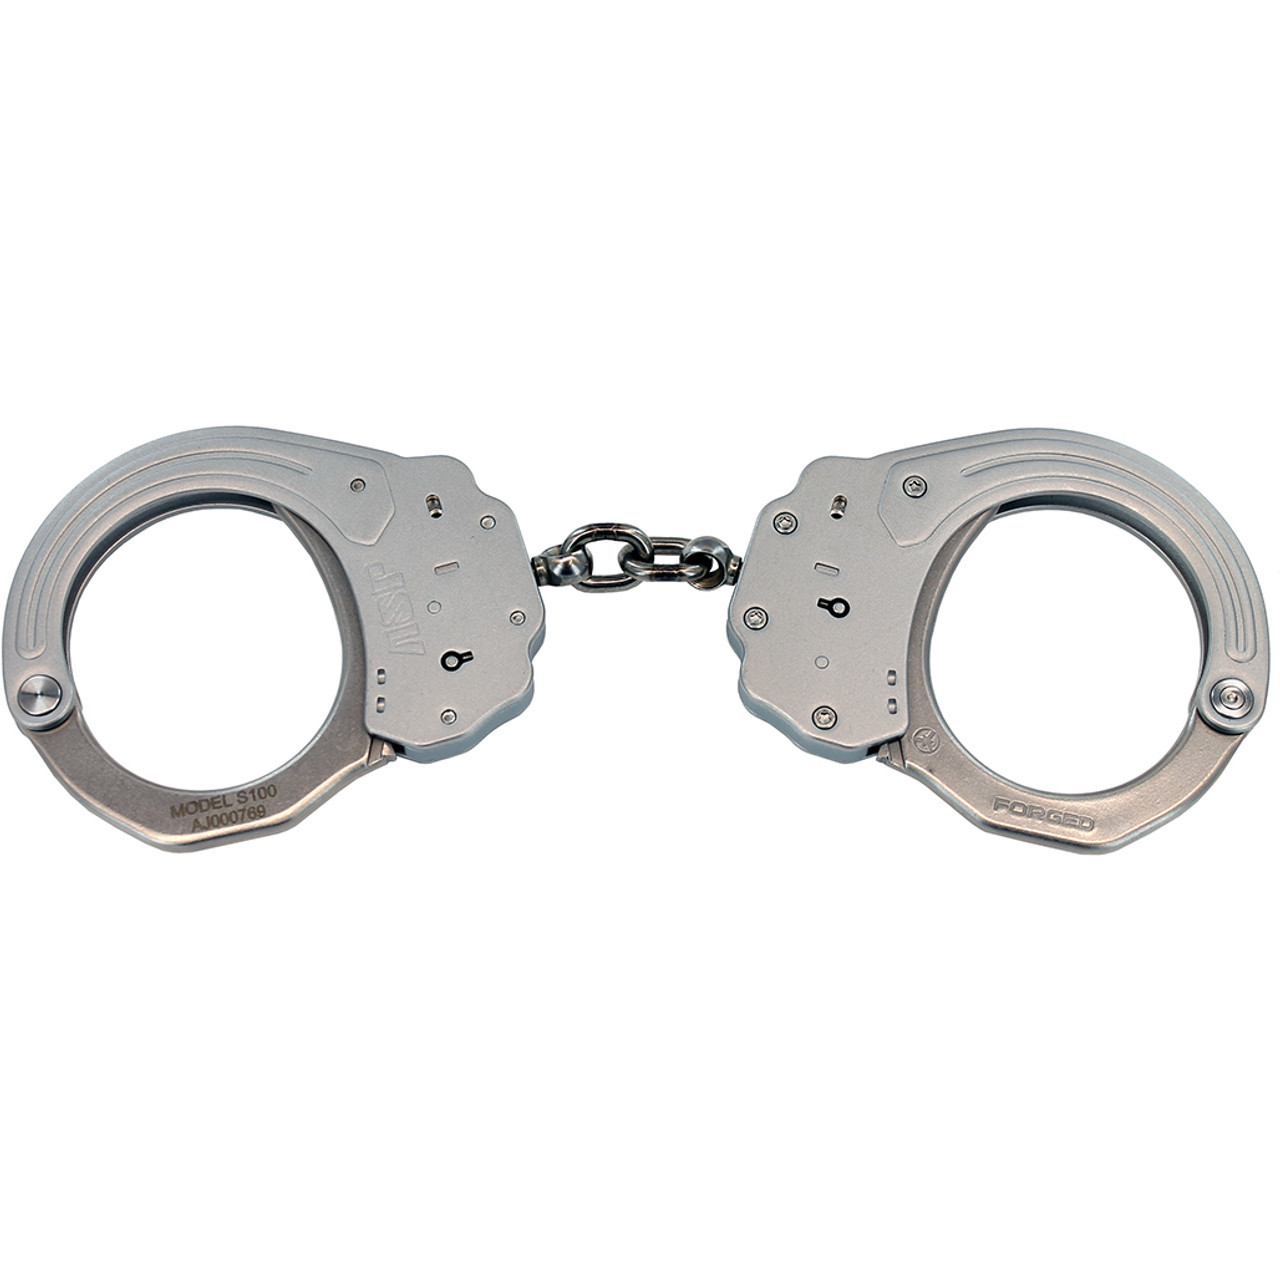 ASP
MODEL S100
AJ000769
FORGED